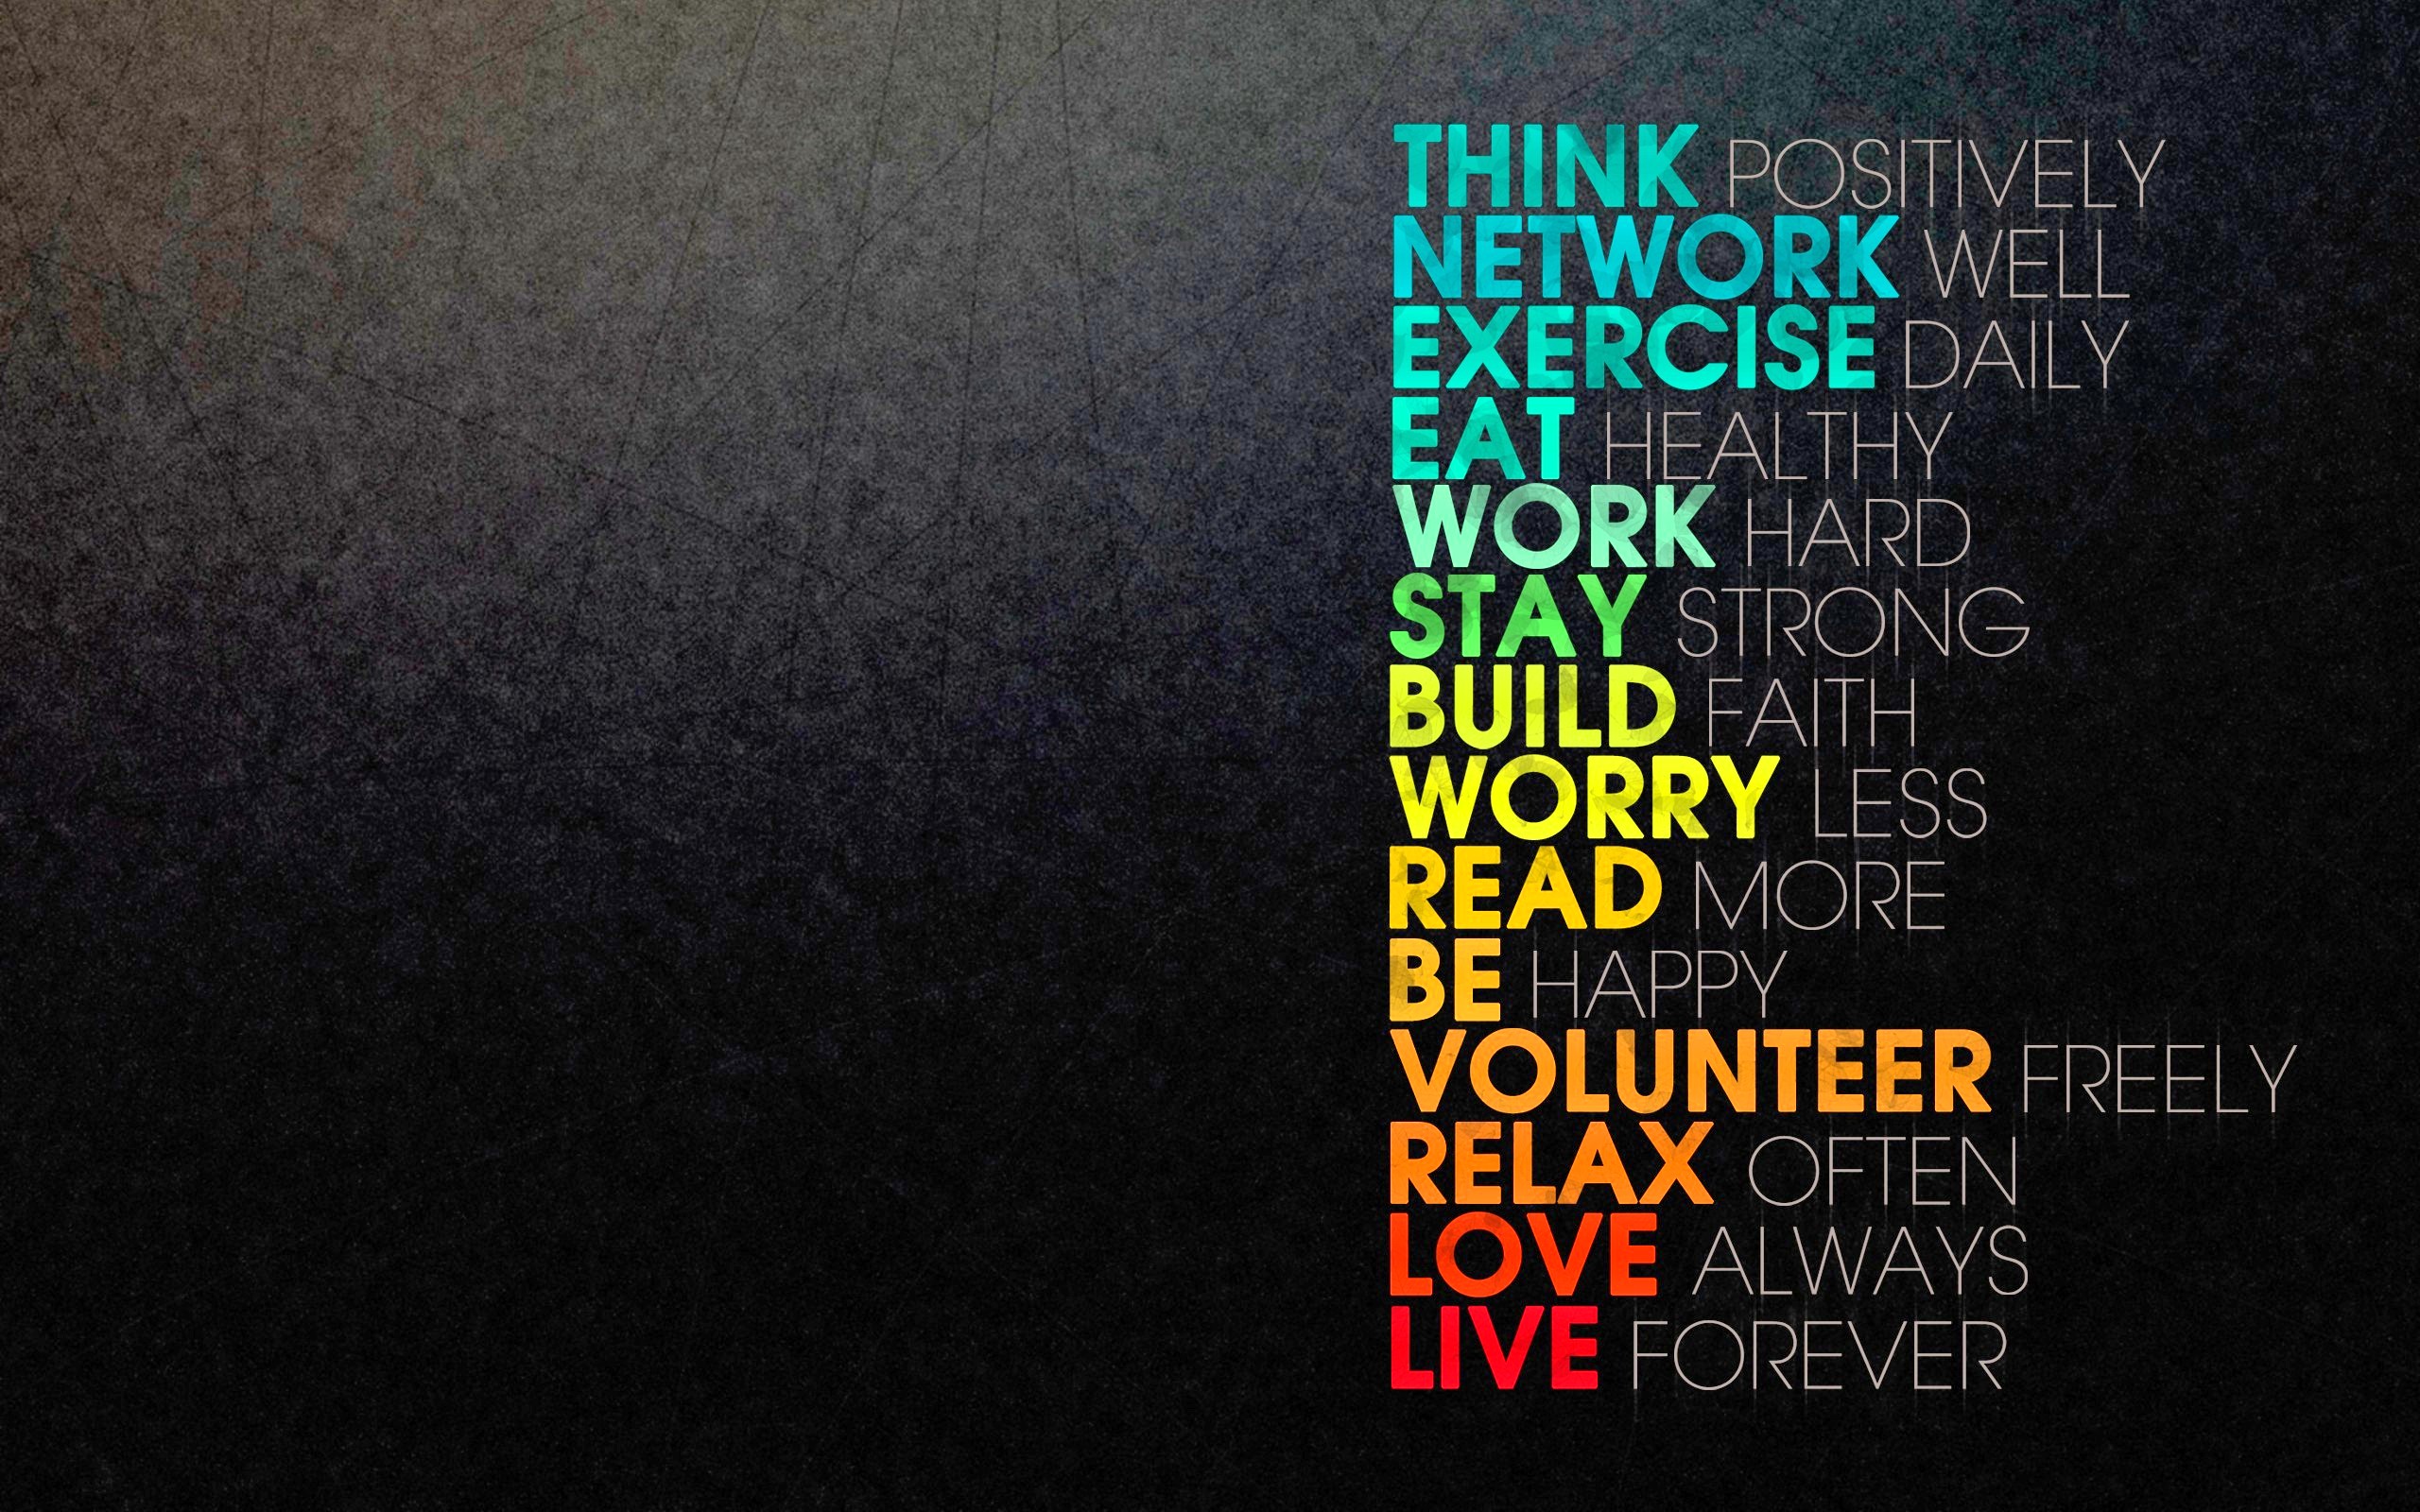 THINK POSITIVELY
NETWORK WELL
EXERCISE DAILY
EAT HEALTHY
WORK HARD
STAY STRONG
BUILD FAITH
WORRY LESS
READ MORE
BE HAPPY
VOLUNTEER FREELY
RELAX OFTEN
LOVE ALWAYS
LIVE FOREVER